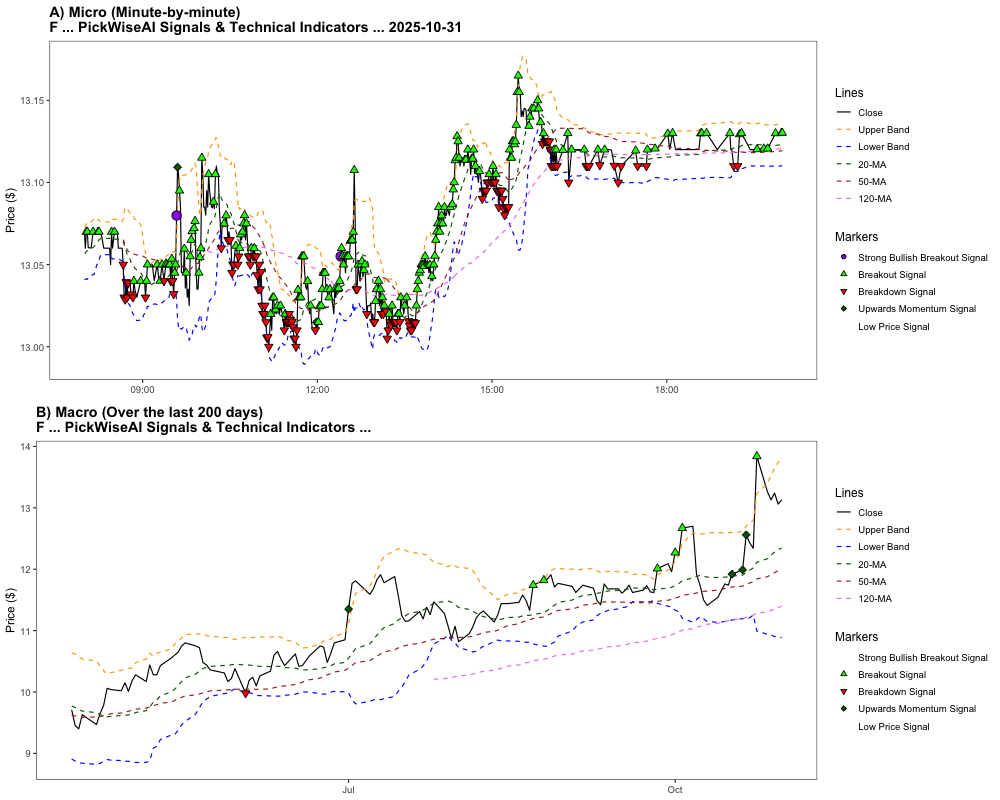 A) Micro (Minute-by-minute)
F ... PickWiseAI Signals & Technical Indicators ... 2025-10-31
Price ($)
13.15
13.10
13.05
13.00
09:00
12:00
15:00
18:00
Lines
Close
Upper Band
Lower Band
20-MA
50-MA
120-MA
Markers
Strong Bullish Breakout Signal
Breakout Signal
Breakdown Signal
Upwards Momentum Signal
Low Price Signal
B) Macro (Over the last 200 days)
F ... PickWiseAI Signals & Technical Indicators ...
Price ($)
14
13
12
11
10
9
Jul
Oct
Lines
Close
Upper Band
Lower Band
20-MA
50-MA
120-MA
Markers
Strong Bullish Breakout Signal
Breakout Signal
Breakdown Signal
Upwards Momentum Signal
Low Price Signal